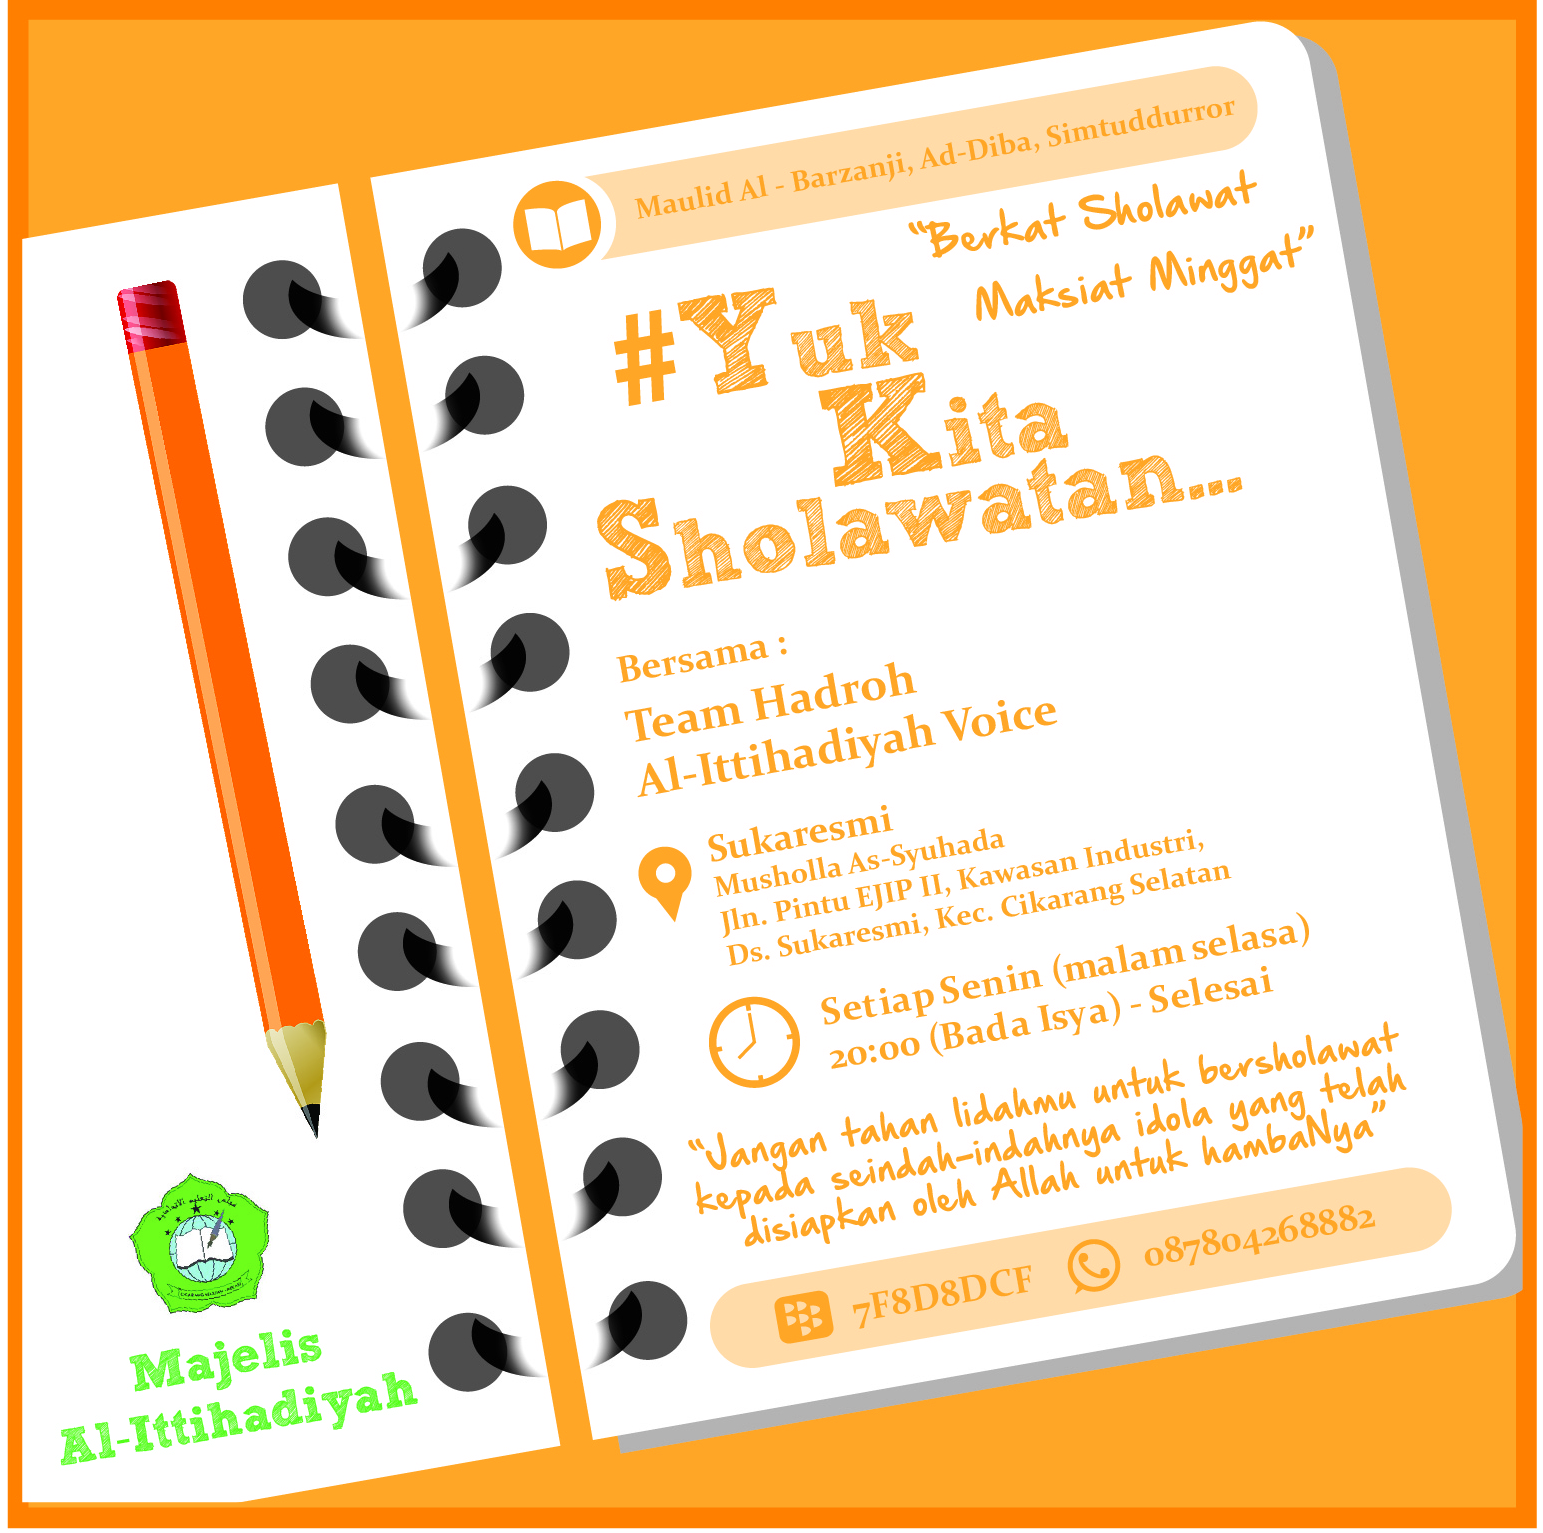 Maulid Al - Barzanji, Ad-Diba, Simtuddurror
“Berkat Sholawat
Maksiat Minggat”
#Yuk
Kita
Sholawatan...
Bersama :
Team Hadroh
Al-Ittihadiyah Voice
Sukaresmi
Musholla As-Syuhada
Jln. Pintu EJIP II, Kawasan Industri,
Ds. Sukaresmi, Kec. Cikarang Selatan
Setiap Senin (malam selasa)
20:00 (Bada Isya) - Selesai
“Jangan tahan lidahmu untuk bersholawat
kepada seindah-indahnya idola yang telah
disiapkan oleh Allah untuk hambaNya”
7F8D8DCF
087804268882
Majelis
Al-Ittihadiyah